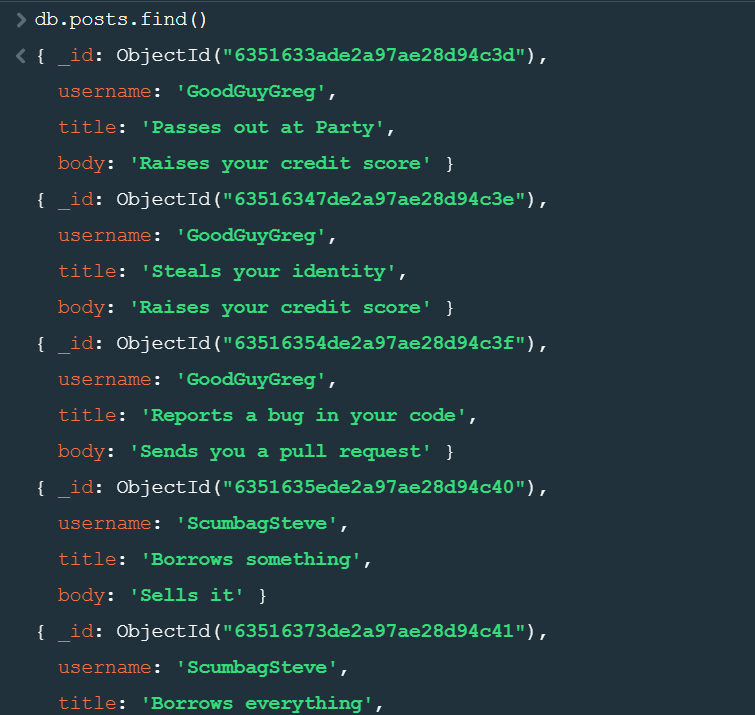 > db.posts.find()
< { _id: ObjectId("6351633ade2a97ae28d94c3d"),
username: 'GoodGuyGreg',
title: 'Passes out at Party',
body: 'Raises your credit score' }
{ _id: ObjectId("63516347de2a97ae28d94c3e"),
username: 'GoodGuyGreg',
title: 'Steals your identity',
body: 'Raises your credit score' }
{ _id: ObjectId("63516354de2a97ae28d94c3f"),
username: 'GoodGuyGreg',
title: 'Reports a bug in your code',
body: 'Sends you a pull request' }
{ _id: ObjectId("6351635ede2a97ae28d94c40"),
username: 'ScumbagSteve',
title: 'Borrows something',
body: 'Sells it' }
{ _id: ObjectId("63516373de2a97ae28d94c41"),
username: 'ScumbagSteve',
title: 'Borrows everything',